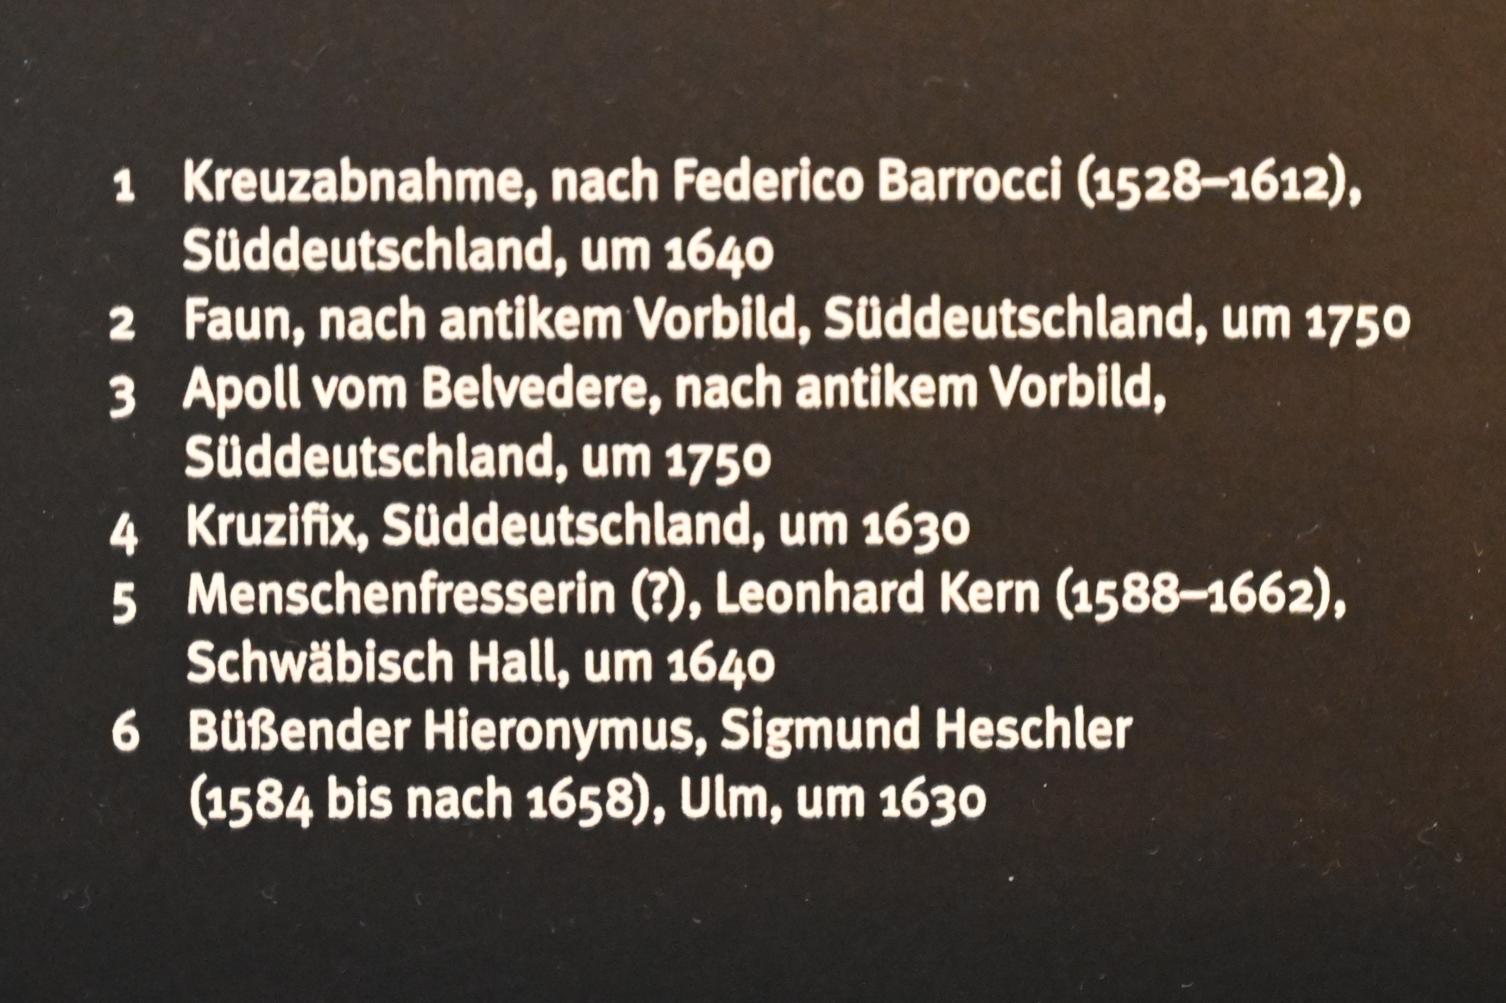 1 Kreuzabnahme, nach Federico Barrocci (1528–1612),
Süddeutschland, um 1640
2 Faun, nach antikem Vorbild, Süddeutschland, um 1750
3 Apoll vom Belvedere, nach antikem Vorbild,
Süddeutschland, um 1750
4 Kruzifix, Süddeutschland, um 1630
5 Menschenfresserin (?), Leonhard Kern (1588–1662),
Schwäbisch Hall, um 1640
6 Büßender Hieronymus, Sigmund Heschler
(1584 bis nach 1658), Ulm, um 1630